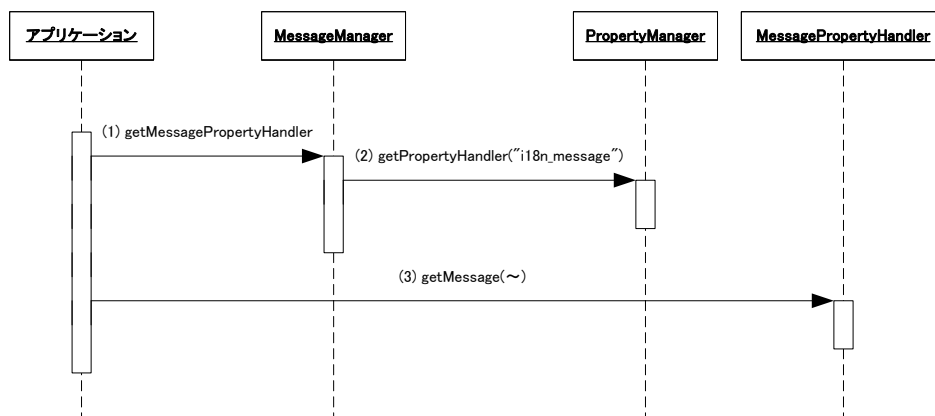 アプリケーション
MessageManager
PropertyManager
MessagePropertyHandler
(1) getMessagePropertyHandler
(2) getPropertyHandler("i18n_message")
(3) getMessage(～)